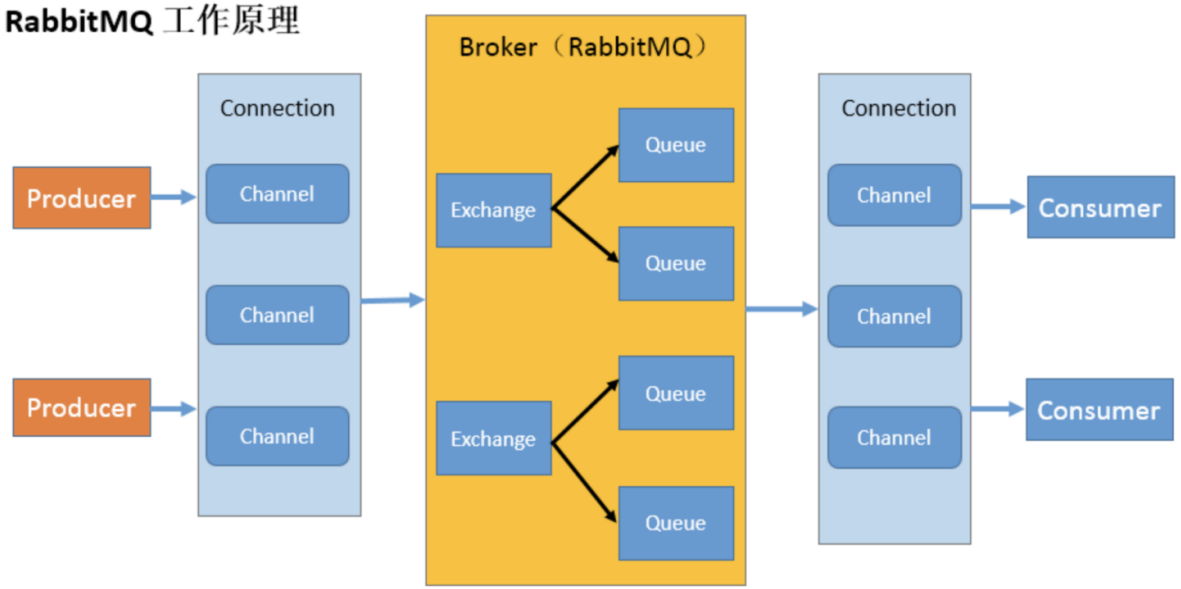 RabbitMQ 工作原理
Broker（RabbitMQ）
Connection
Connection
Producer
Channel
Channel
Channel
Producer
Exchange
Queue
Queue
Exchange
Queue
Queue
Channel
Channel
Channel
Consumer
Consumer